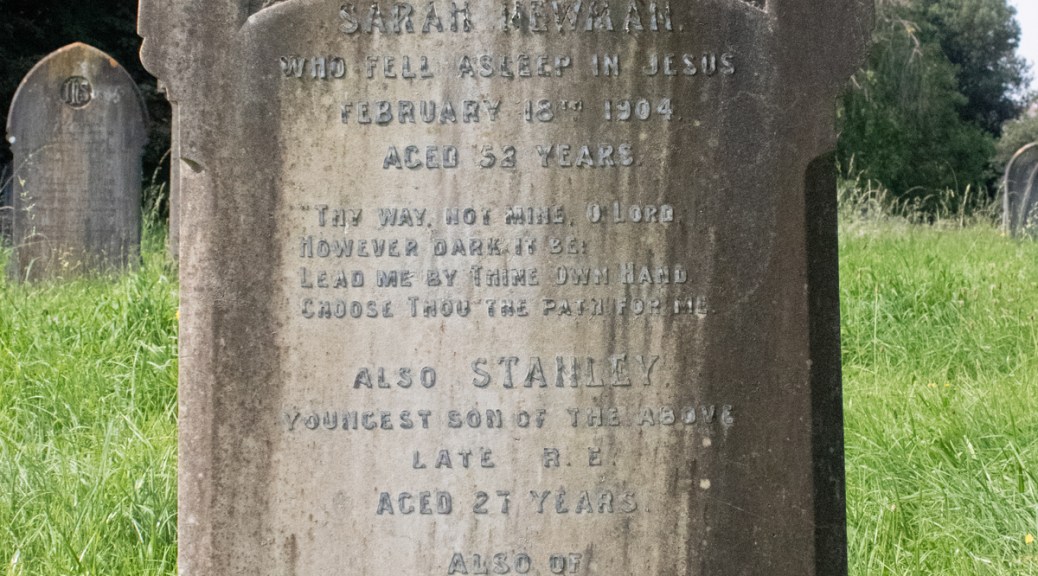 SARAH NEWMAN.
WHO FELL ASLEEP IN JESUS
FEBRUARY 18TH 1904.
AGED 52 YEARS.
"THY WAY, NOT MINE, O LORD
HOWEVER DARK IT BE:
LEAD ME BY THINE OWN HAND
CHOOSE THOU THE PATH FOR ME.
ALSO STANLEY.
YOUNGEST SON OF THE ABOVE
LATE R.E.
AGED 27 YEARS.
ALSO OF
IHS